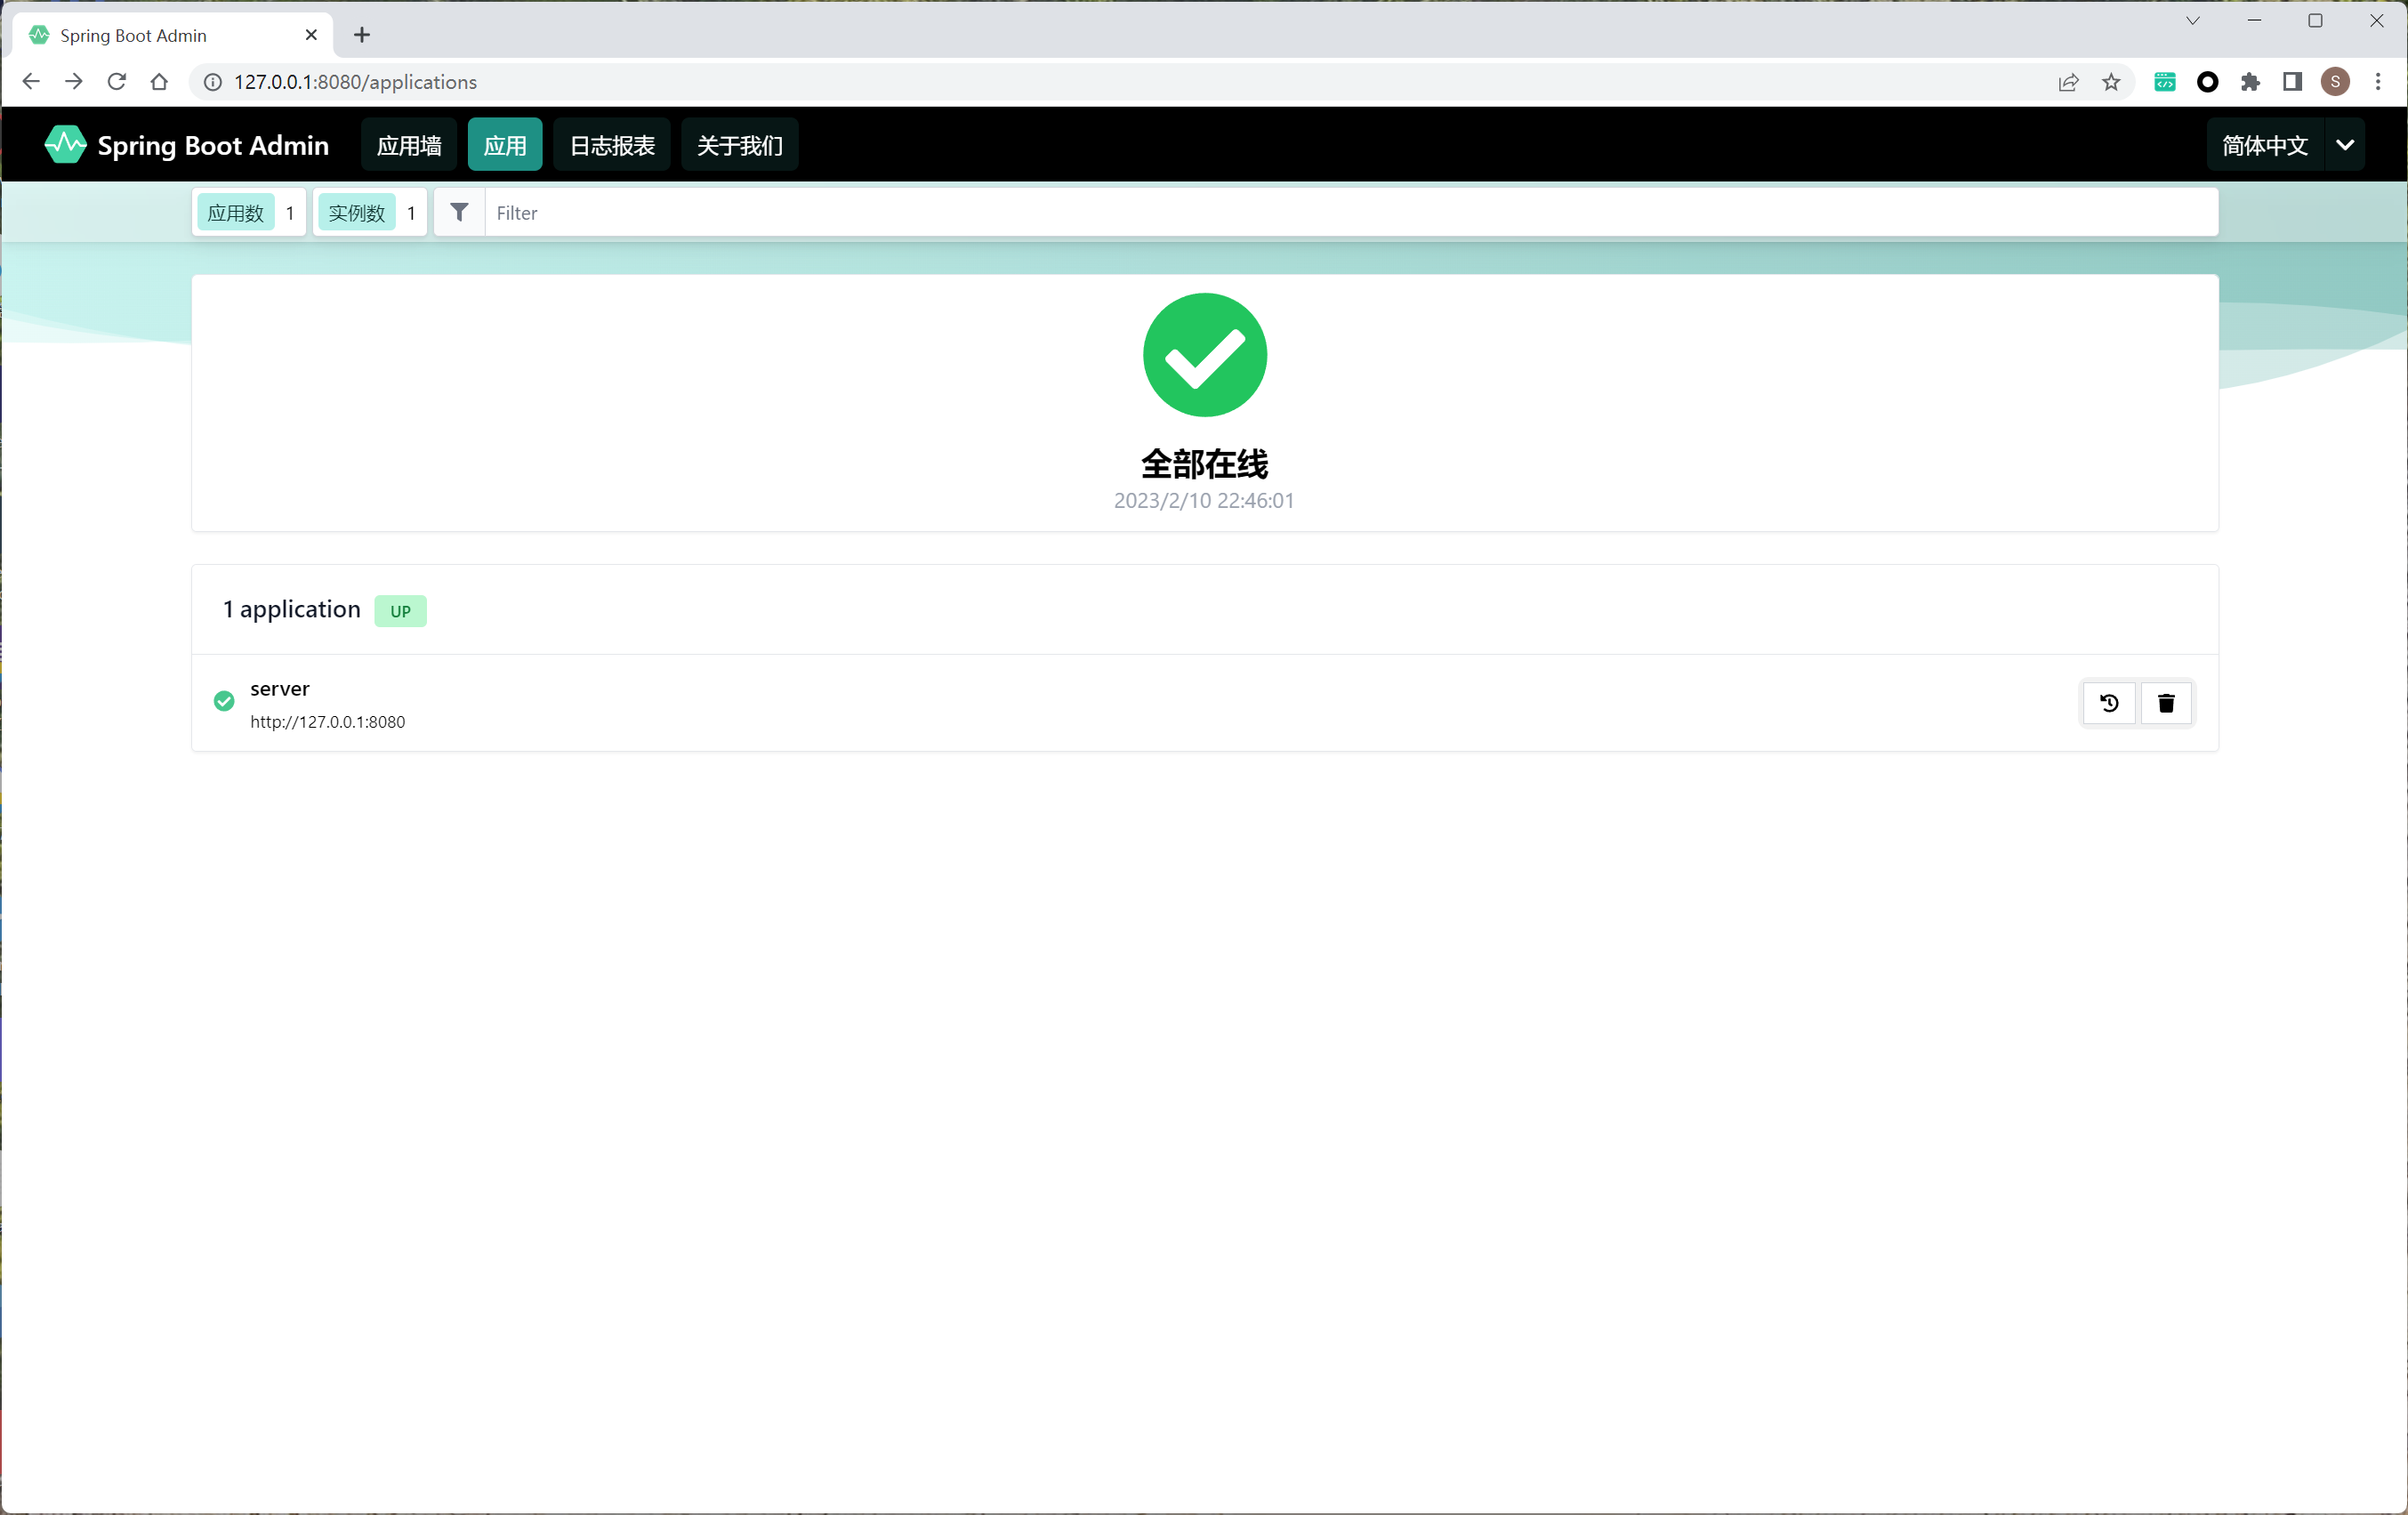 Spring Boot Admin
127.0.0.1:8080/applications
S
Spring Boot Admin
应用墙
应用
日志报表
关于我们
简体中文
应用数 1
实例数 1
Filter
全部在线
2023/2/10 22:46:01
1 application UP
server
http://127.0.0.1:8080